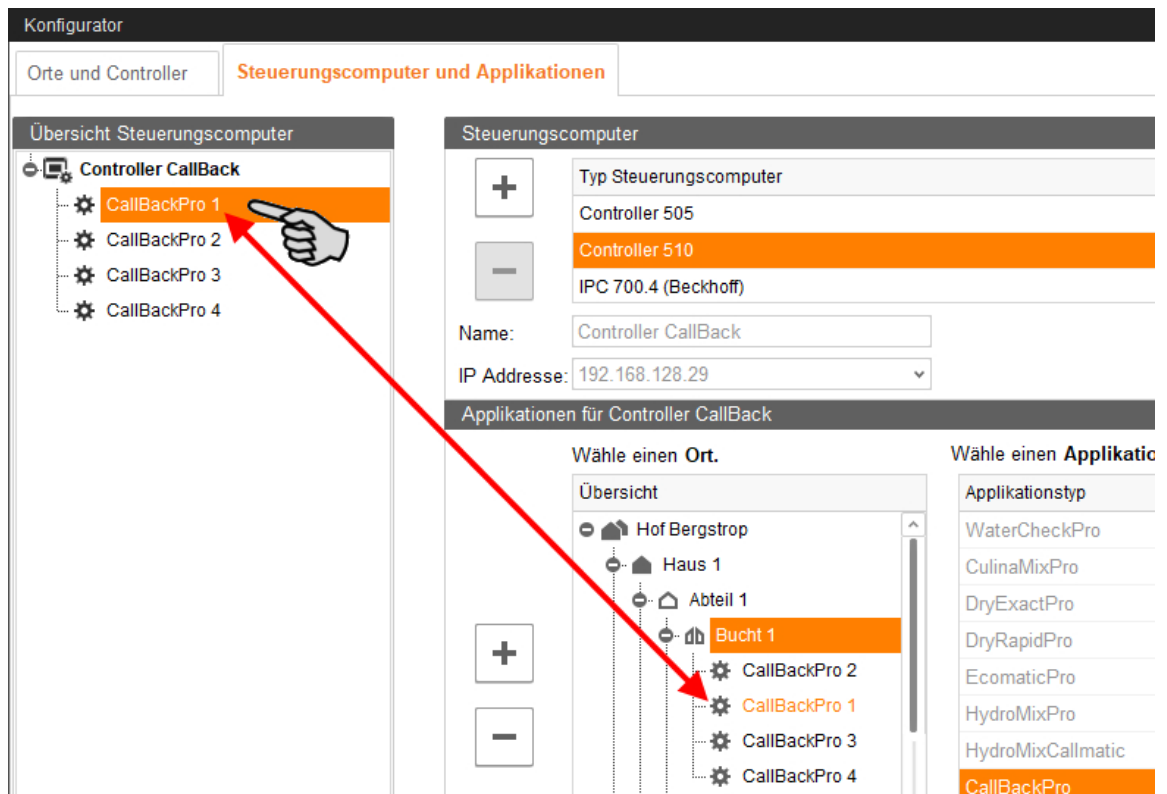 Konfigurator
Orte und Controller
Steuerungscomputer und Applikationen
Übersicht Steuerungscomputer
Controller CallBack
CallBackPro 1
CallBackPro 2
CallBackPro 3
CallBackPro 4
Steuerungscomputer
Typ Steuerungscomputer
Controller 505
Controller 510
IPC 700.4 (Beckhoff)
Name: Controller CallBack
IP Addresse: 192.168.128.29
Applikationen für Controller CallBack
Wähle einen Ort.
Übersicht
Hof Bergstrop
Haus 1
Abteil 1
Bucht 1
CallBackPro 2
CallBackPro 1
CallBackPro 3
CallBackPro 4
Wähle einen Applikatio
Applikationstyp
WaterCheckPro
CulinaMixPro
DryExactPro
DryRapidPro
EcomaticPro
HydroMixPro
HydroMixCallmatic
CallBackPro